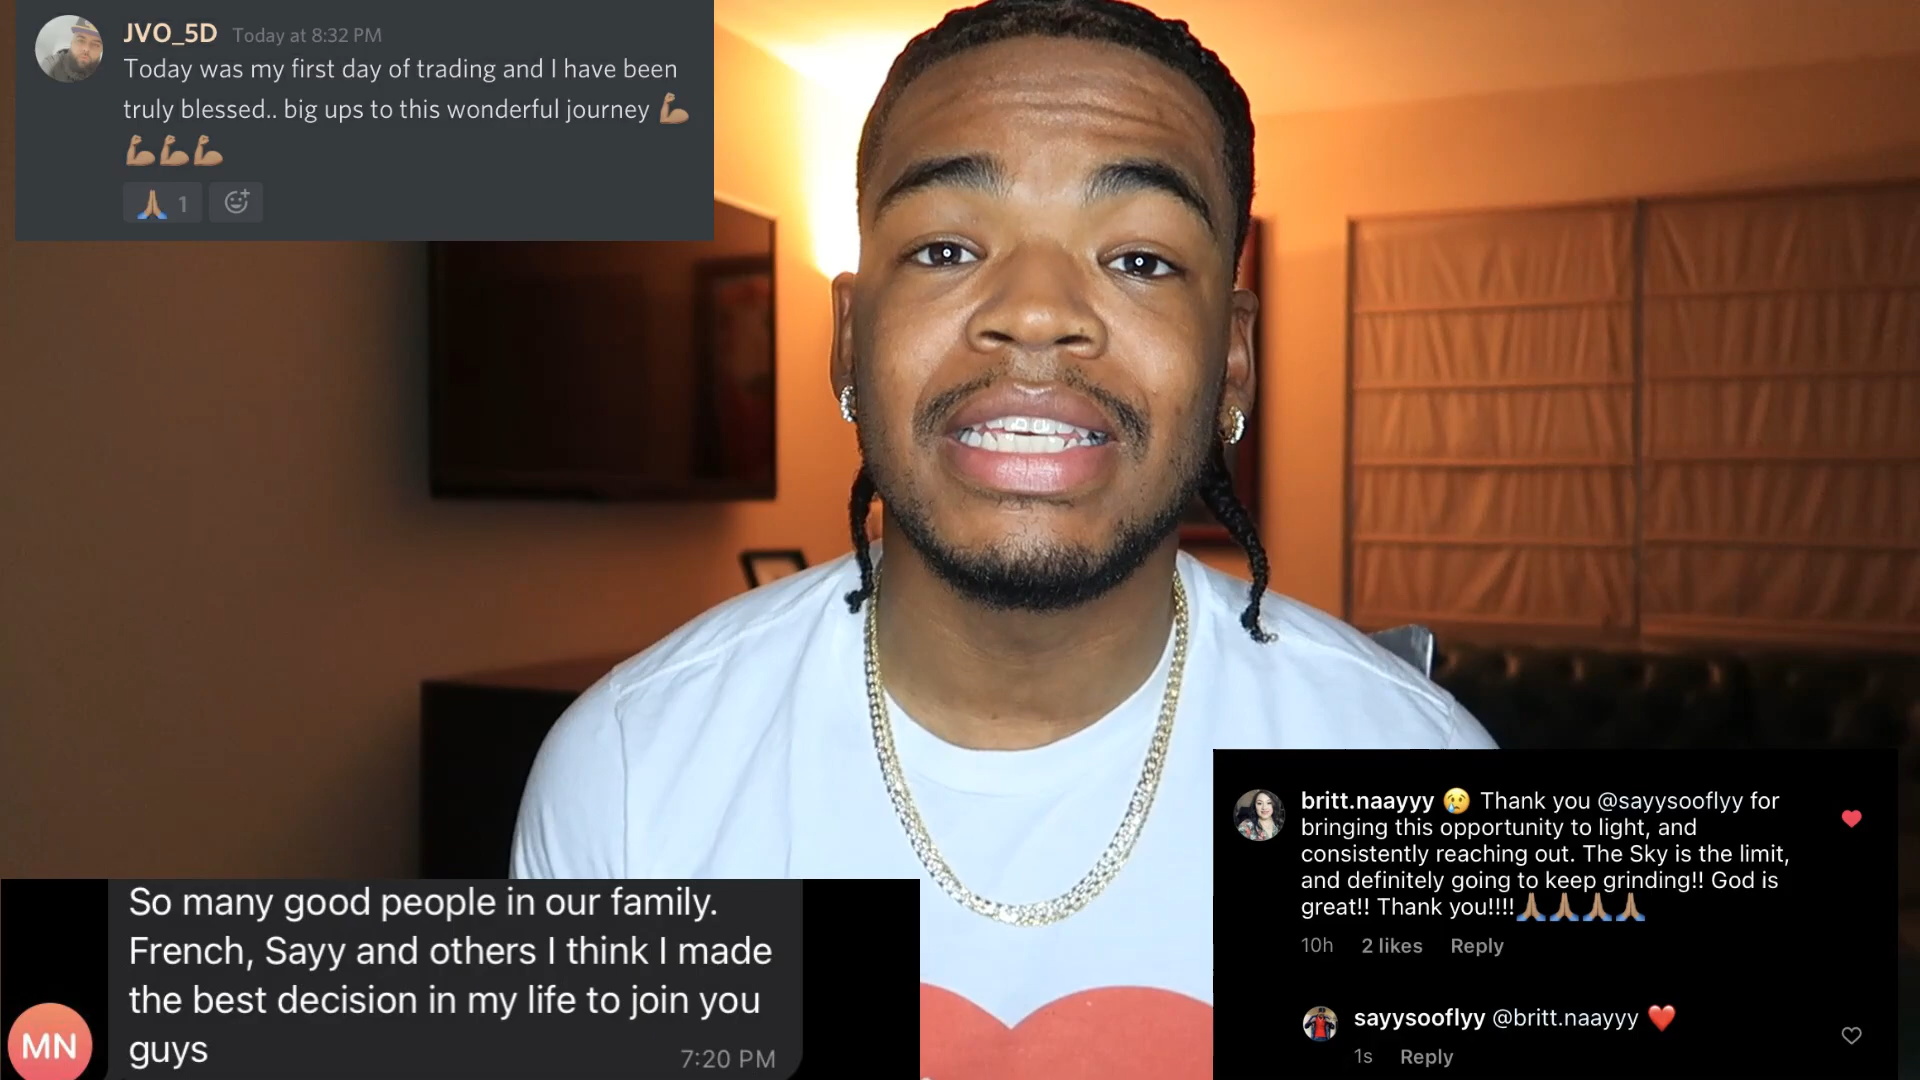 JVO_5D Today at 8:32 PM
Today was my first day of trading and I have been
truly blessed.. big ups to this wonderful journey 💪🏽
💪🏽💪🏽💪🏽
🙏🏽 1
britt.naayyy 😢 Thank you @sayysooflyy for
bringing this opportunity to light, and
consistently reaching out. The Sky is the limit,
and definitely going to keep grinding!! God is
great!! Thank you!!!!🙏🏽🙏🏽🙏🏽🙏🏽
10h 2 likes Reply
sayysooflyy @britt.naayyy ❤️
1s Reply
So many good people in our family.
French, Sayy and others I think I made
the best decision in my life to join you
guys
7:20 PM
MN